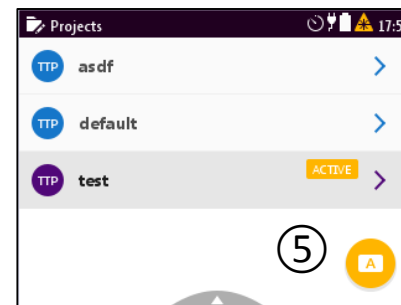 Projects 17:5
TTP asdf
TTP default
TTP test ACTIVE
⑤ A